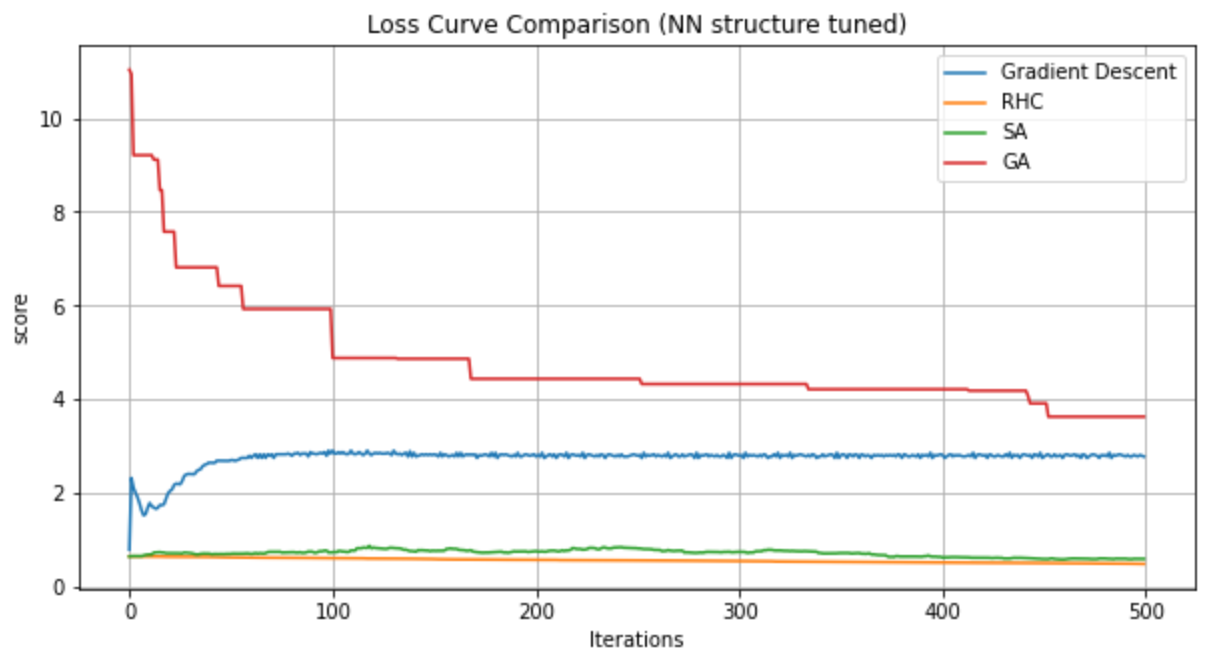 Loss Curve Comparison (NN structure tuned)
Gradient Descent
RHC
SA
GA
score
10
8
6
4
2
0
0 100 200 300 400 500
Iterations